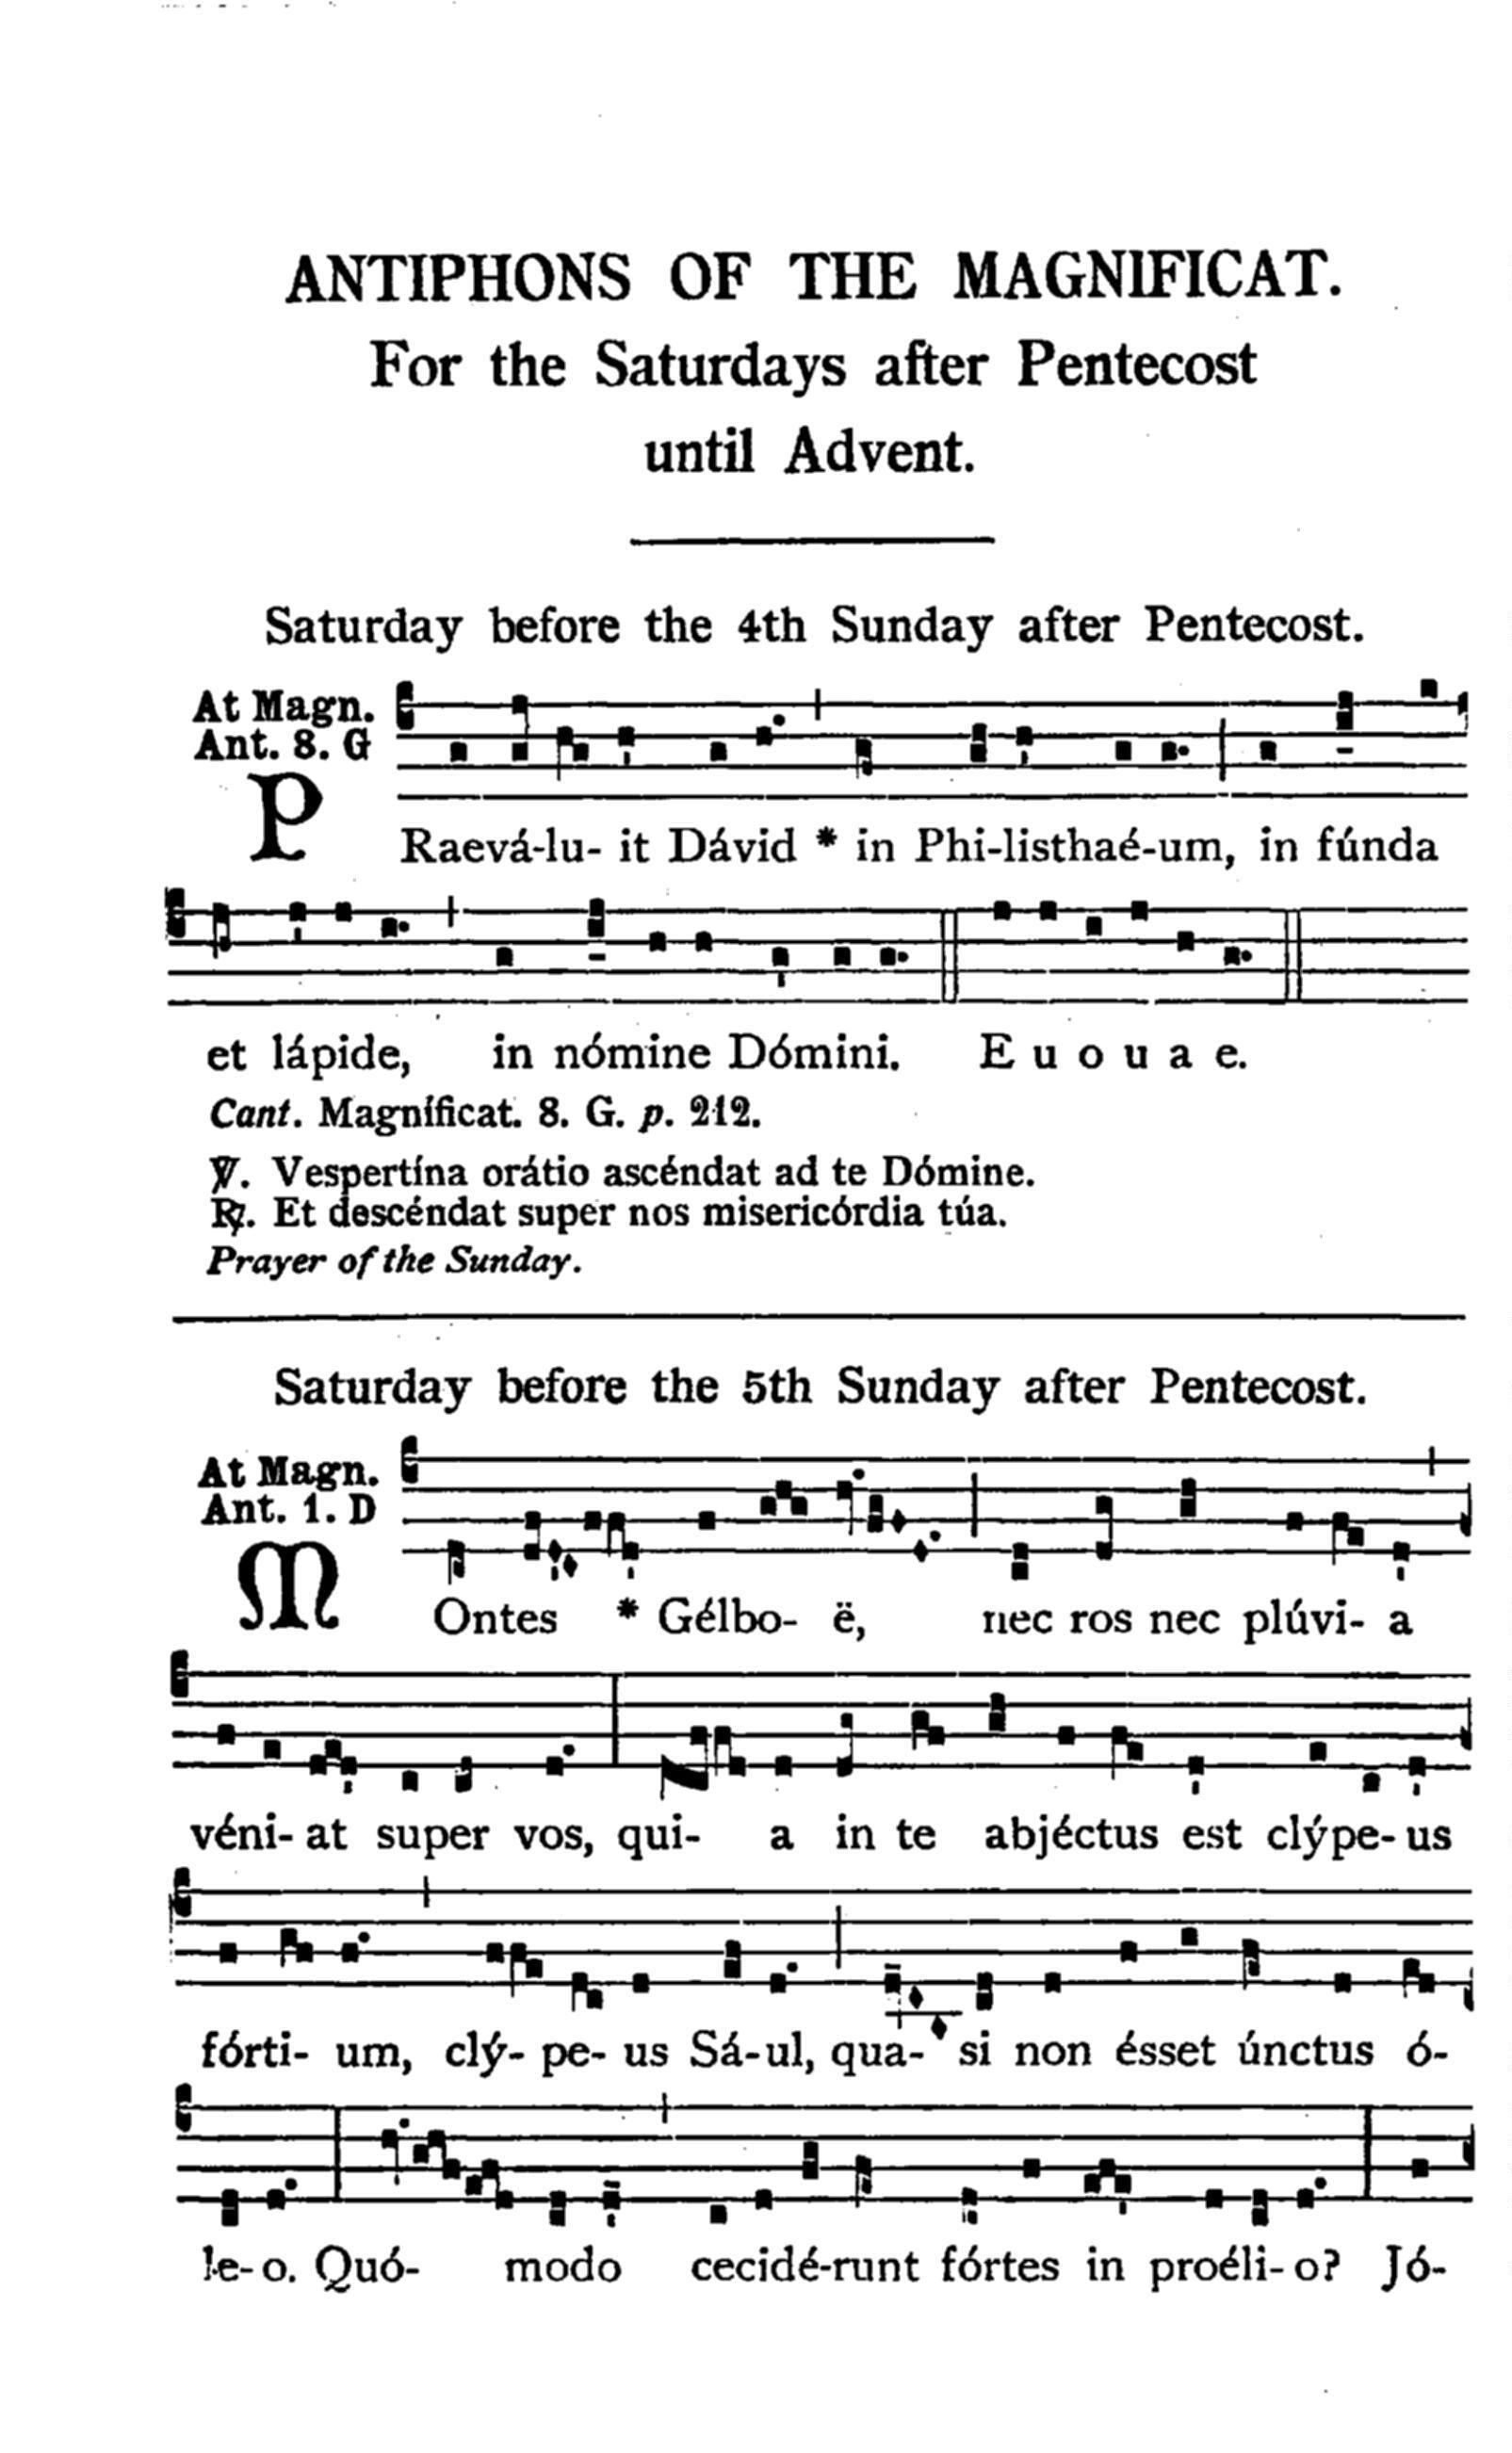 ANTIPHONS OF THE MAGNIFICAT.
For the Saturdays after Pentecost
until Advent.
Saturday before the 4th Sunday after Pentecost.
At Magn.
Ant. 8. G
PRaevá-lu- it Dávid * in Phi-listhaé-um, in fúnda
et lápide, in nómine Dómini. E u o u a e.
Cant. Magníficat. 8. G. p. 212.
℣. Vespertína orátio ascéndat ad te Dómine.
℟. Et descéndat super nos misericórdia túa.
Prayer of the Sunday.
Saturday before the 5th Sunday after Pentecost.
At Magn.
Ant. 1. D
MOntes * Gélbo- ë, nec ros nec plúvi- a
véni- at super vos, qui- a in te abjéctus est clýpe- us
fórti- um, clý- pe- us Sá-ul, qua- si non ésset únctus ó-
le- o. Quó- modo cecidé-runt fórtes in proéli- o? Jó-